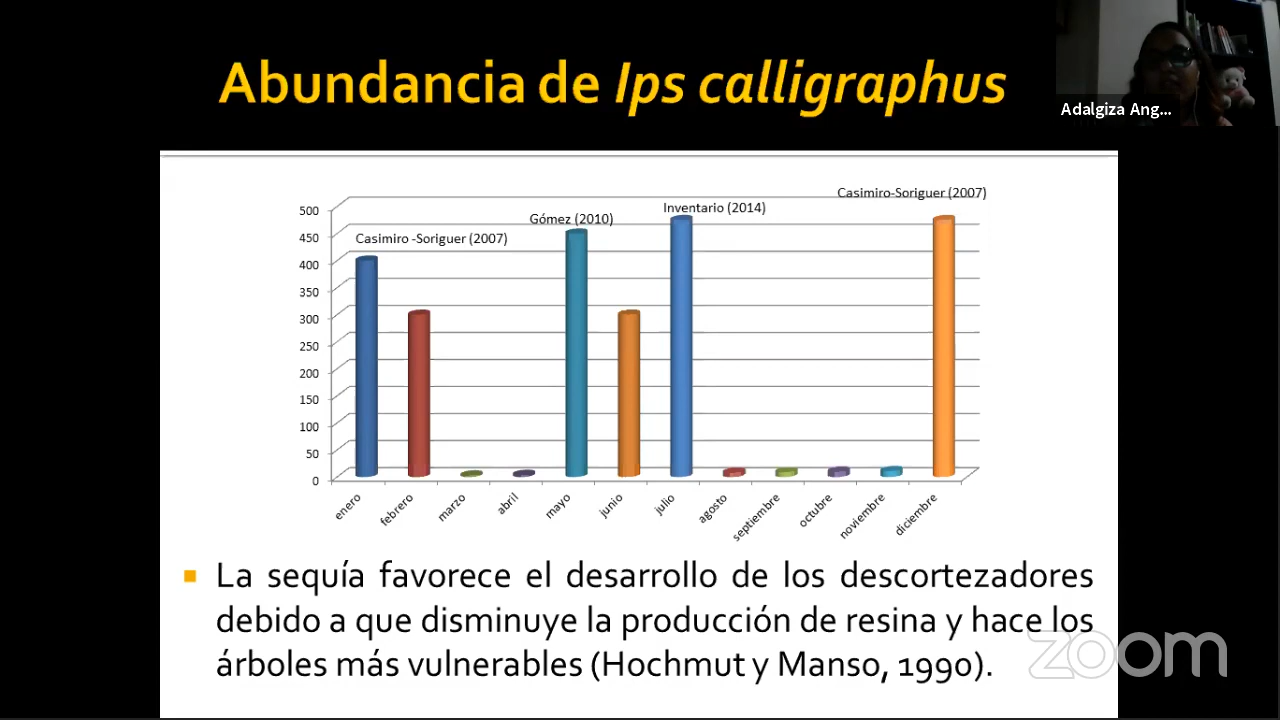 Abundancia de Ips calligraphus
Adalgiza Ang...
Casimiro-Soriguer (2007)
Inventario (2014)
Gómez (2010)
Casimiro -Soriguer (2007)
500
450
400
350
300
250
200
150
100
50
0
enero
febrero
marzo
abril
mayo
junio
julio
agosto
septiembre
octubre
noviembre
diciembre
La sequía favorece el desarrollo de los descortezadores
debido a que disminuye la producción de resina y hace los
árboles más vulnerables (Hochmut y Manso, 1990).
zoom